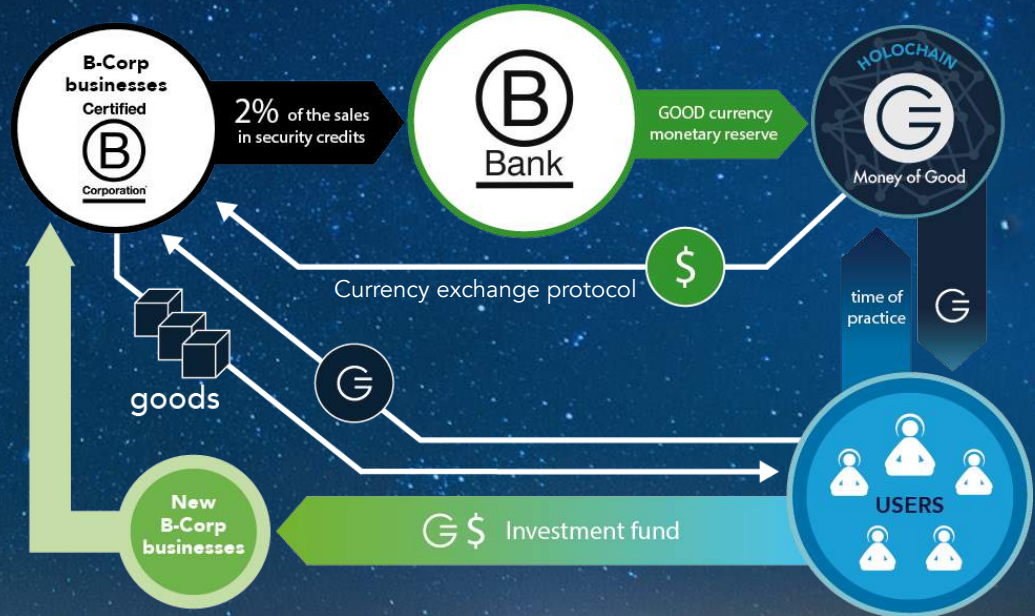 B-Corp
businesses
Certified
B
Corporation
2% of the sales
in security credits
B
Bank
GOOD currency
monetary reserve
HOLOCHAIN
G
Money of Good
$
Currency exchange protocol
time of
practice
G
goods
G
USERS
New
B-Corp
businesses
G $ Investment fund